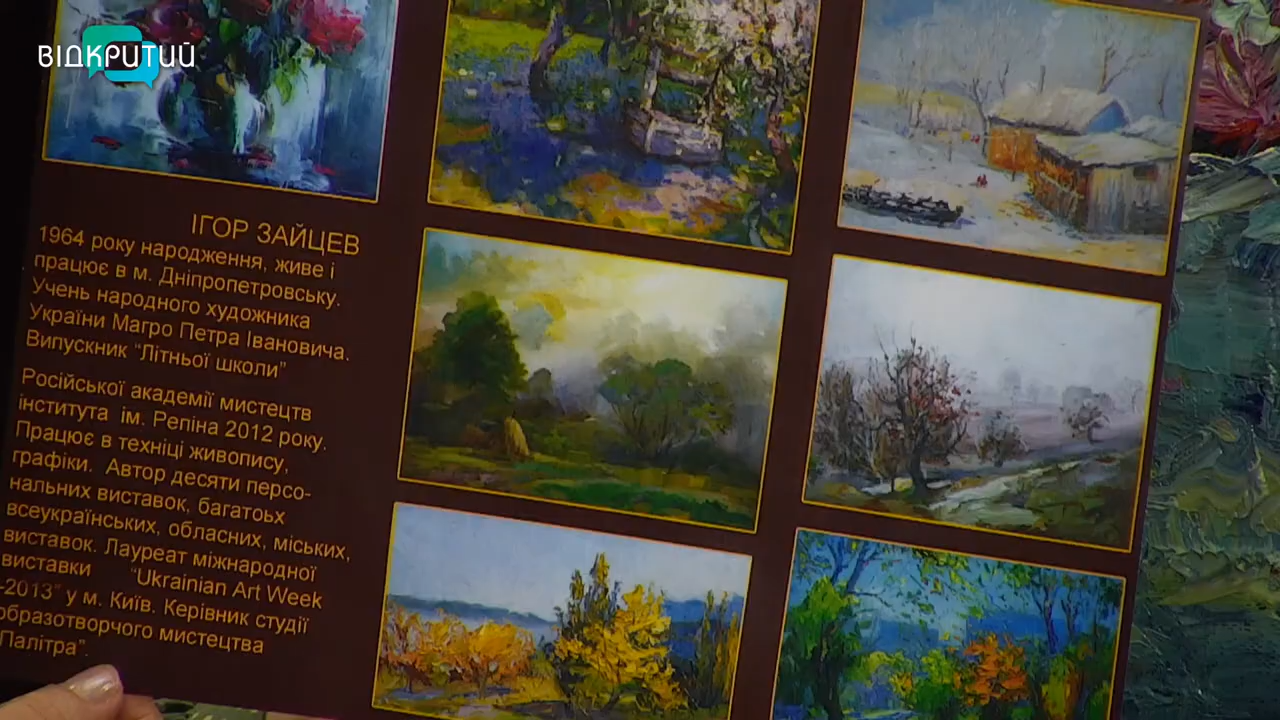 ВІДКРИТИЙ
ІГОР ЗАЙЦЕВ
1964 року народження, живе і
працює в м. Дніпропетровську.
Учень народного художника
України Магро Петра Івановича.
Випускник "Літньої школи"
Російської академії мистецтв
інститута ім. Репіна 2012 року.
Працює в техніці живопису,
графіки. Автор десяти персо-
нальних виставок, багатоьх
всеукраїнських, обласних, міських,
виставок. Лауреат міжнародної
виставки "Ukrainian Art Week
-2013" у м. Київ. Керівник студії
образотворчого мистецтва
Палітра".